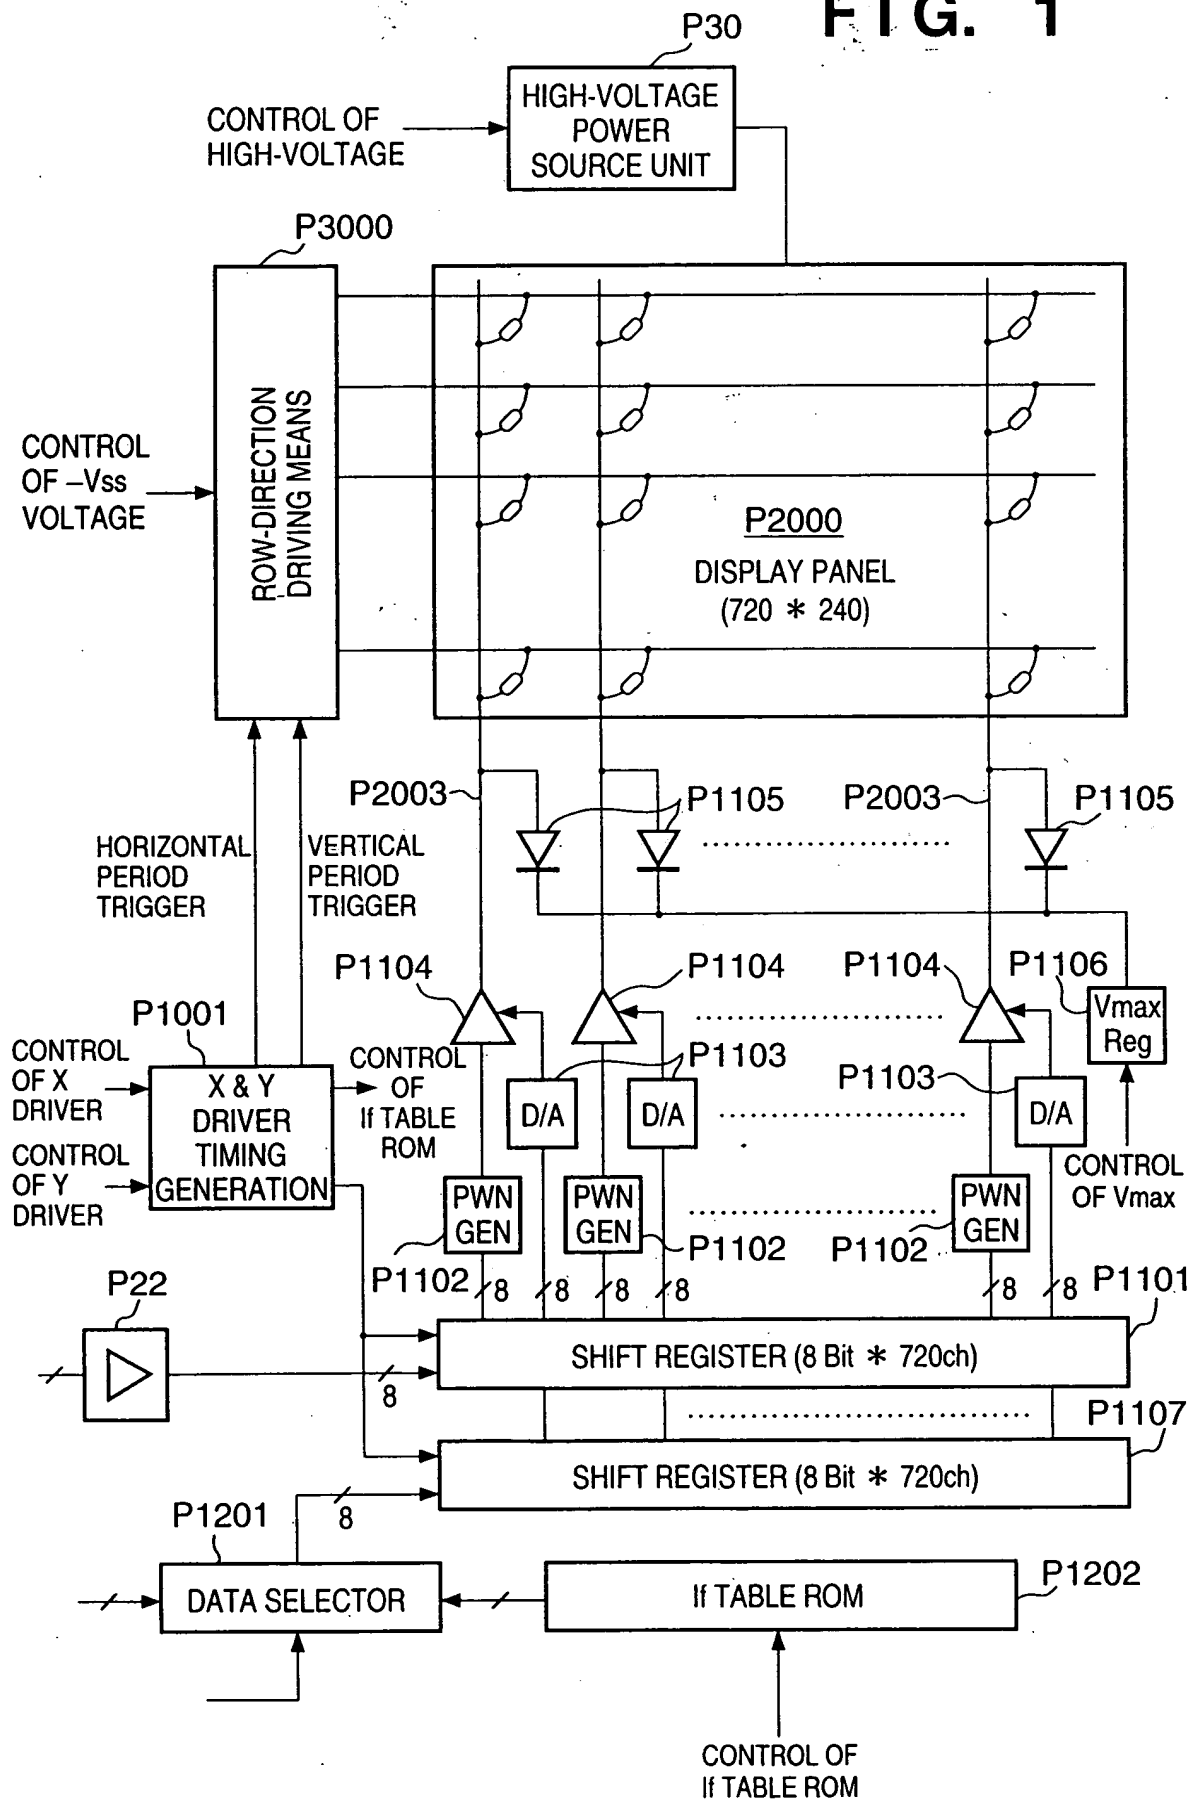 FIG. 1
P30
HIGH-VOLTAGE
POWER
SOURCE UNIT
CONTROL OF
HIGH-VOLTAGE
P3000
ROW-DIRECTION
DRIVING MEANS
CONTROL
OF –Vss
VOLTAGE
P2000
DISPLAY PANEL
(720 * 240)
P2003
P1105
P2003
P1105
HORIZONTAL
PERIOD
TRIGGER
VERTICAL
PERIOD
TRIGGER
P1104
P1104
P1104
P1106
Vmax
Reg
P1001
CONTROL
OF X
DRIVER
X & Y
DRIVER
TIMING
GENERATION
CONTROL
OF
If TABLE
ROM
P1103
P1103
D/A
D/A
D/A
CONTROL
OF Y
DRIVER
CONTROL
OF Vmax
PWN
GEN
PWN
GEN
PWN
GEN
P1102
P1102
P1102
8
8
8
8
8
8
P1101
P22
SHIFT REGISTER (8 Bit * 720ch)
8
P1107
SHIFT REGISTER (8 Bit * 720ch)
8
P1201
DATA SELECTOR
If TABLE ROM
P1202
CONTROL OF
If TABLE ROM